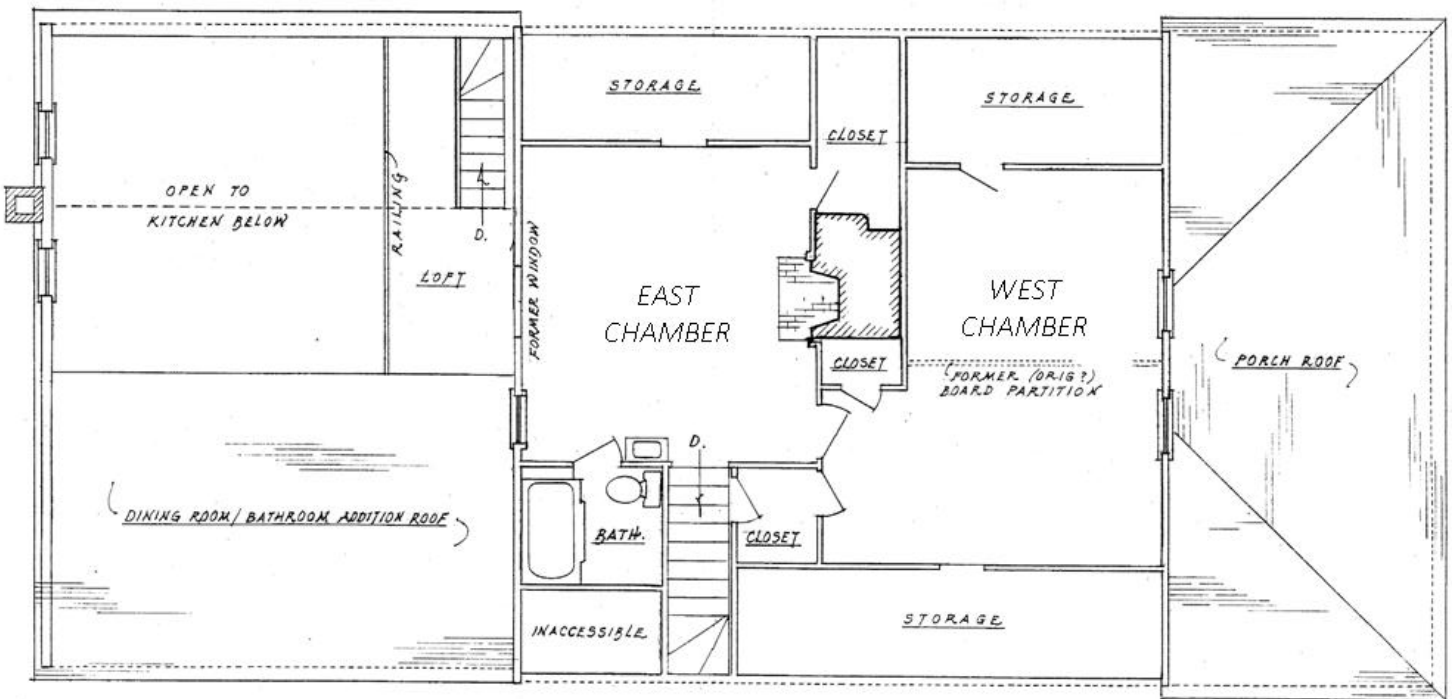 STORAGE
STORAGE
CLOSET
OPEN TO
KITCHEN BELOW
RAILING
D.
LOFT
FORMER WINDOW
EAST
CHAMBER
WEST
CHAMBER
CLOSET
FORMER (ORIG?)
BOARD PARTITION
PORCH ROOF
D.
DINING ROOM/BATHROOM ADDITION ROOF
BATH.
CLOSET
INACCESSIBLE
STORAGE